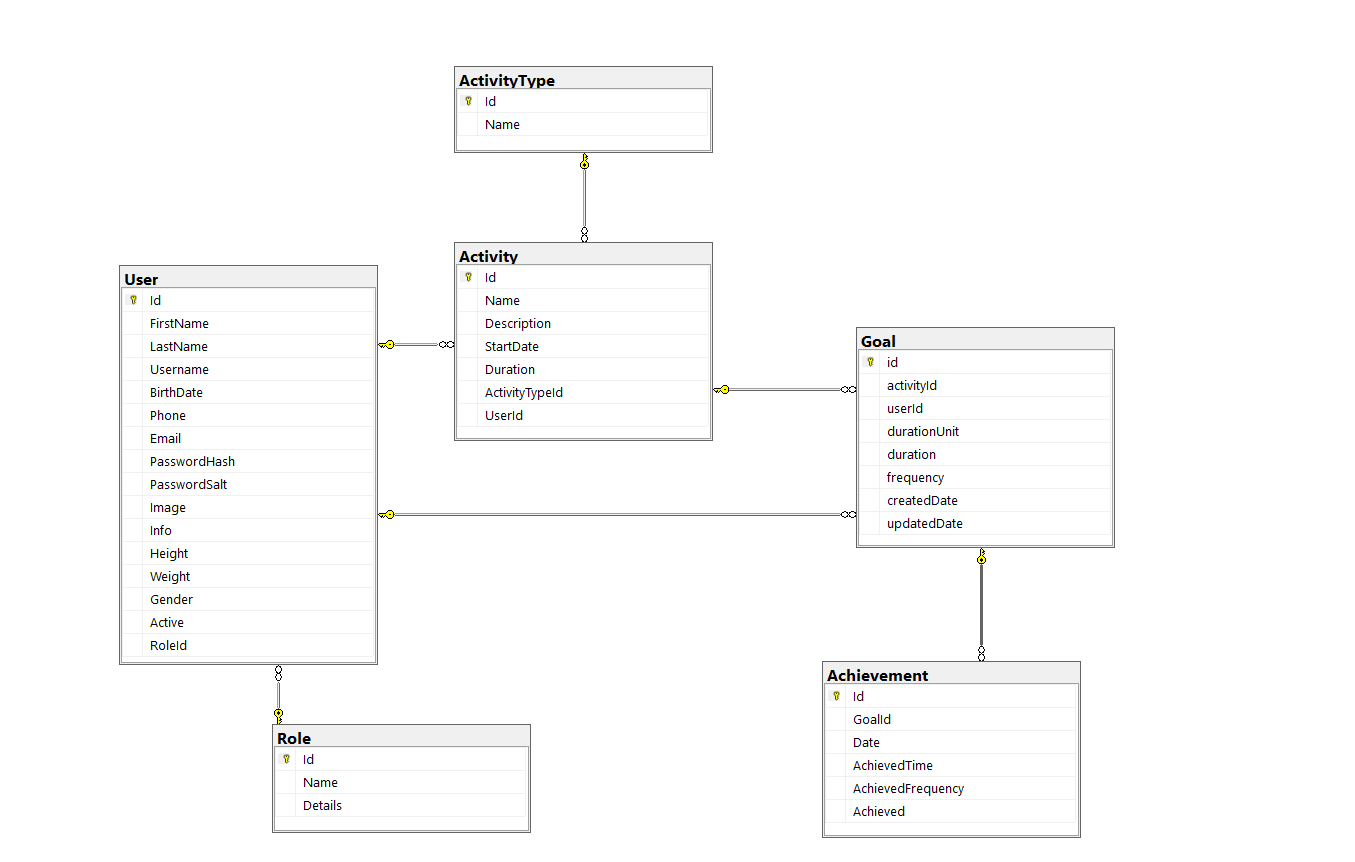 ActivityType
Id
Name
Activity
Id
Name
Description
StartDate
Duration
ActivityTypeId
UserId
User
Id
FirstName
LastName
Username
BirthDate
Phone
Email
PasswordHash
PasswordSalt
Image
Info
Height
Weight
Gender
Active
RoleId
Goal
id
activityId
userId
durationUnit
duration
frequency
createdDate
updatedDate
Role
Id
Name
Details
Achievement
Id
GoalId
Date
AchievedTime
AchievedFrequency
Achieved